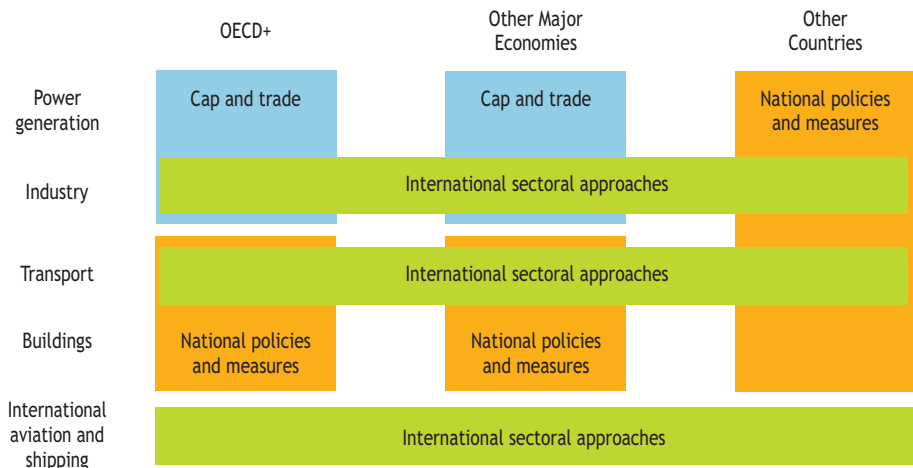 OECD+
Other Major
Economies
Other
Countries
Power
generation
Cap and trade
Cap and trade
National policies
and measures
Industry
International sectoral approaches
Transport
International sectoral approaches
Buildings
National policies
and measures
National policies
and measures
International
aviation and
shipping
International sectoral approaches